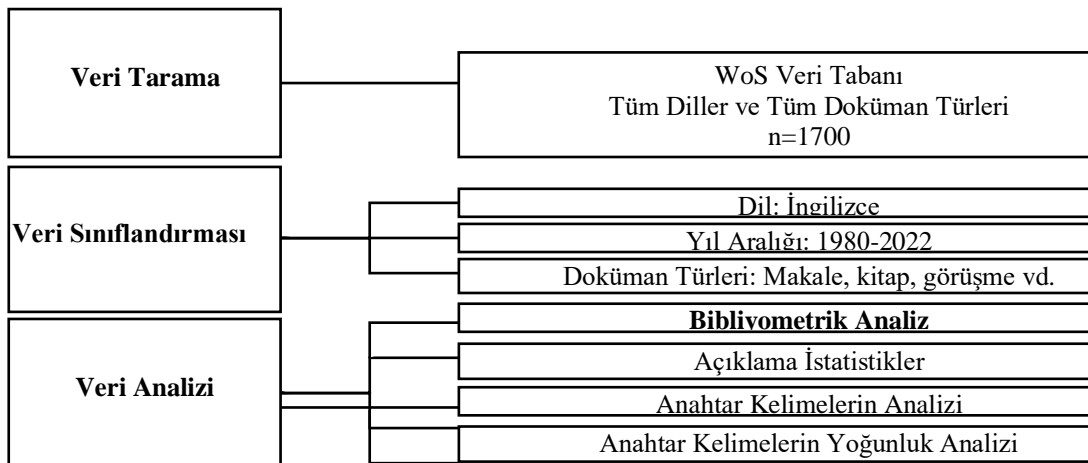 Veri Tarama
WoS Veri Tabanı
Tüm Diller ve Tüm Doküman Türleri
n=1700
Veri Sınıflandırması
Dil: İngilizce
Yıl Aralığı: 1980-2022
Doküman Türleri: Makale, kitap, görüşme vd.
Veri Analizi
Bibliyometrik Analiz
Açıklama İstatistikler
Anahtar Kelimelerin Analizi
Anahtar Kelimelerin Yoğunluk Analizi